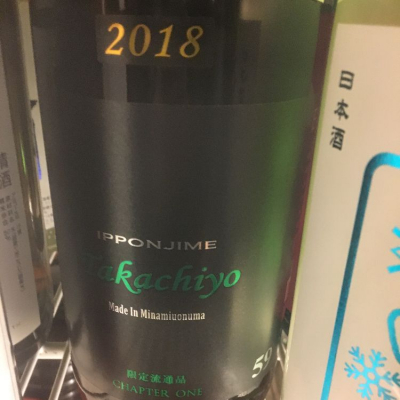 2018
IPPONJIME
Takachiyo
Made In Minamiuonuma
限定流通品
CHAPTER ONE
日本酒